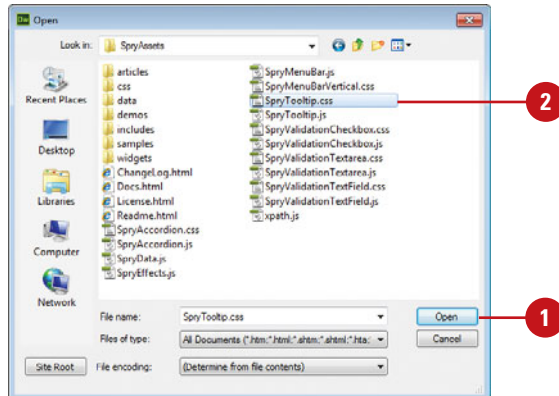 Dw Open
Look in: SpryAssets
Recent Places
Desktop
Libraries
Computer
Network
articles
css
data
demos
includes
samples
widgets
ChangeLog.html
Docs.html
License.html
Readme.html
SpryAccordion.css
SpryAccordion.js
SpryData.js
SpryEffects.js
SpryMenuBar.js
SpryMenuBarVertical.css
SpryTooltip.css
SpryTooltip.js
SpryValidationCheckbox.css
SpryValidationCheckbox.js
SpryValidationTextarea.css
SpryValidationTextarea.js
SpryValidationTextField.css
SpryValidationTextField.js
xpath.js
2
File name: SpryTooltip.css Open
1
Files of type: All Documents (*.htm;*.html;*.shtm;*.shtml;*.hta; Cancel
Site Root File encoding: (Determine from file contents)